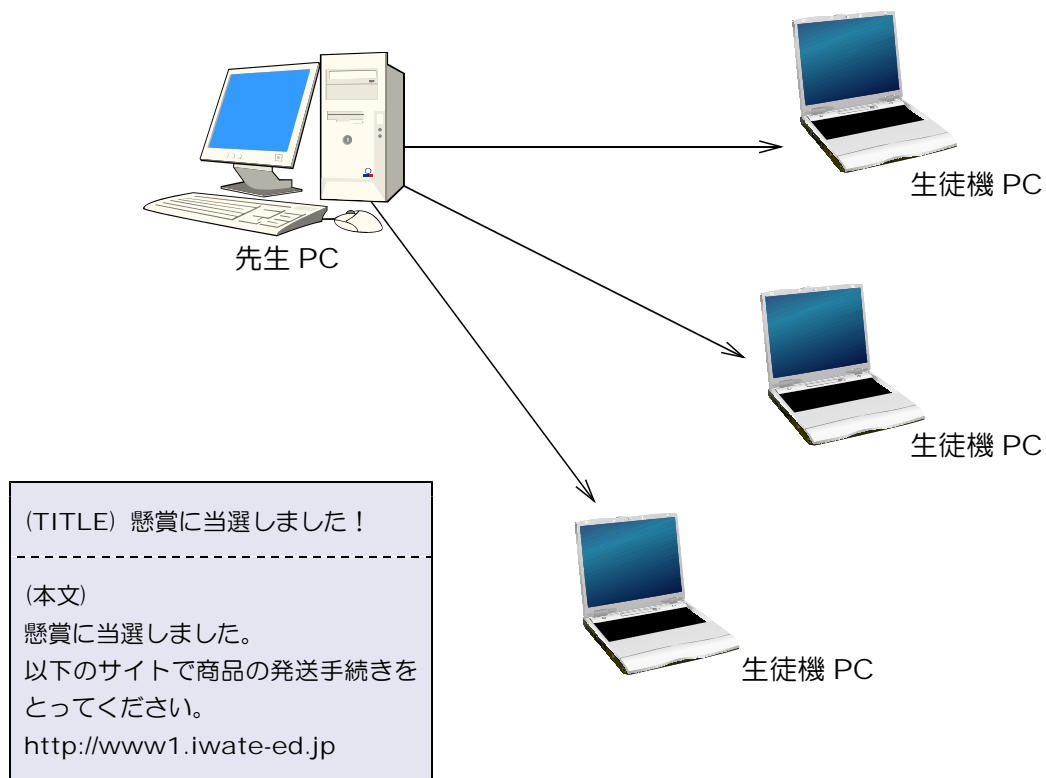 生徒機 PC
先生 PC
生徒機 PC
生徒機 PC
(TITLE) 懸賞に当選しました!
(本文)
懸賞に当選しました。
以下のサイトで商品の発送手続きを
とってください。
http://www1.iwate-ed.jp